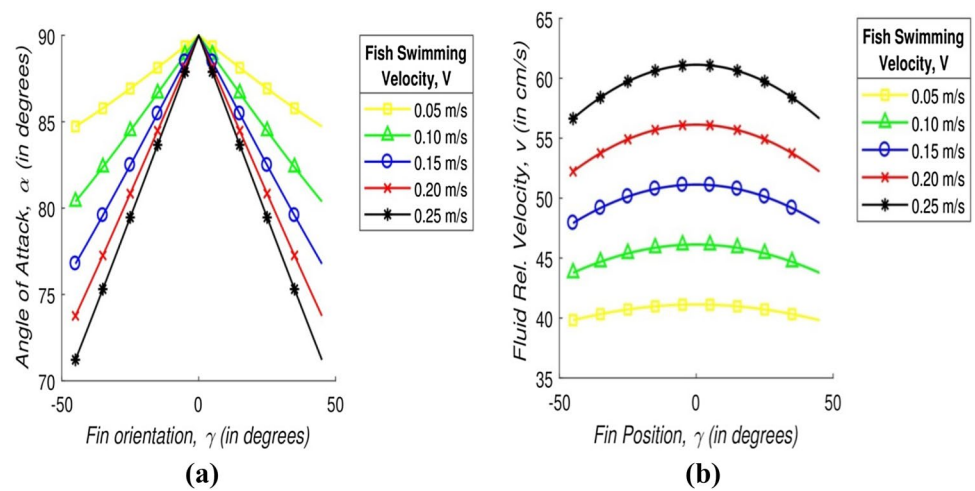 90
85
80
75
70
-50
0
50
Angle of Attack, α (in degrees)
Fin orientation, γ (in degrees)
Fish Swimming
Velocity, V
0.05 m/s
0.10 m/s
0.15 m/s
0.20 m/s
0.25 m/s
(a)
65
60
55
50
45
40
35
-50
0
50
Fluid Rel. Velocity, v (in cm/s)
Fin Position, γ (in degrees)
Fish Swimming
Velocity, V
0.05 m/s
0.10 m/s
0.15 m/s
0.20 m/s
0.25 m/s
(b)